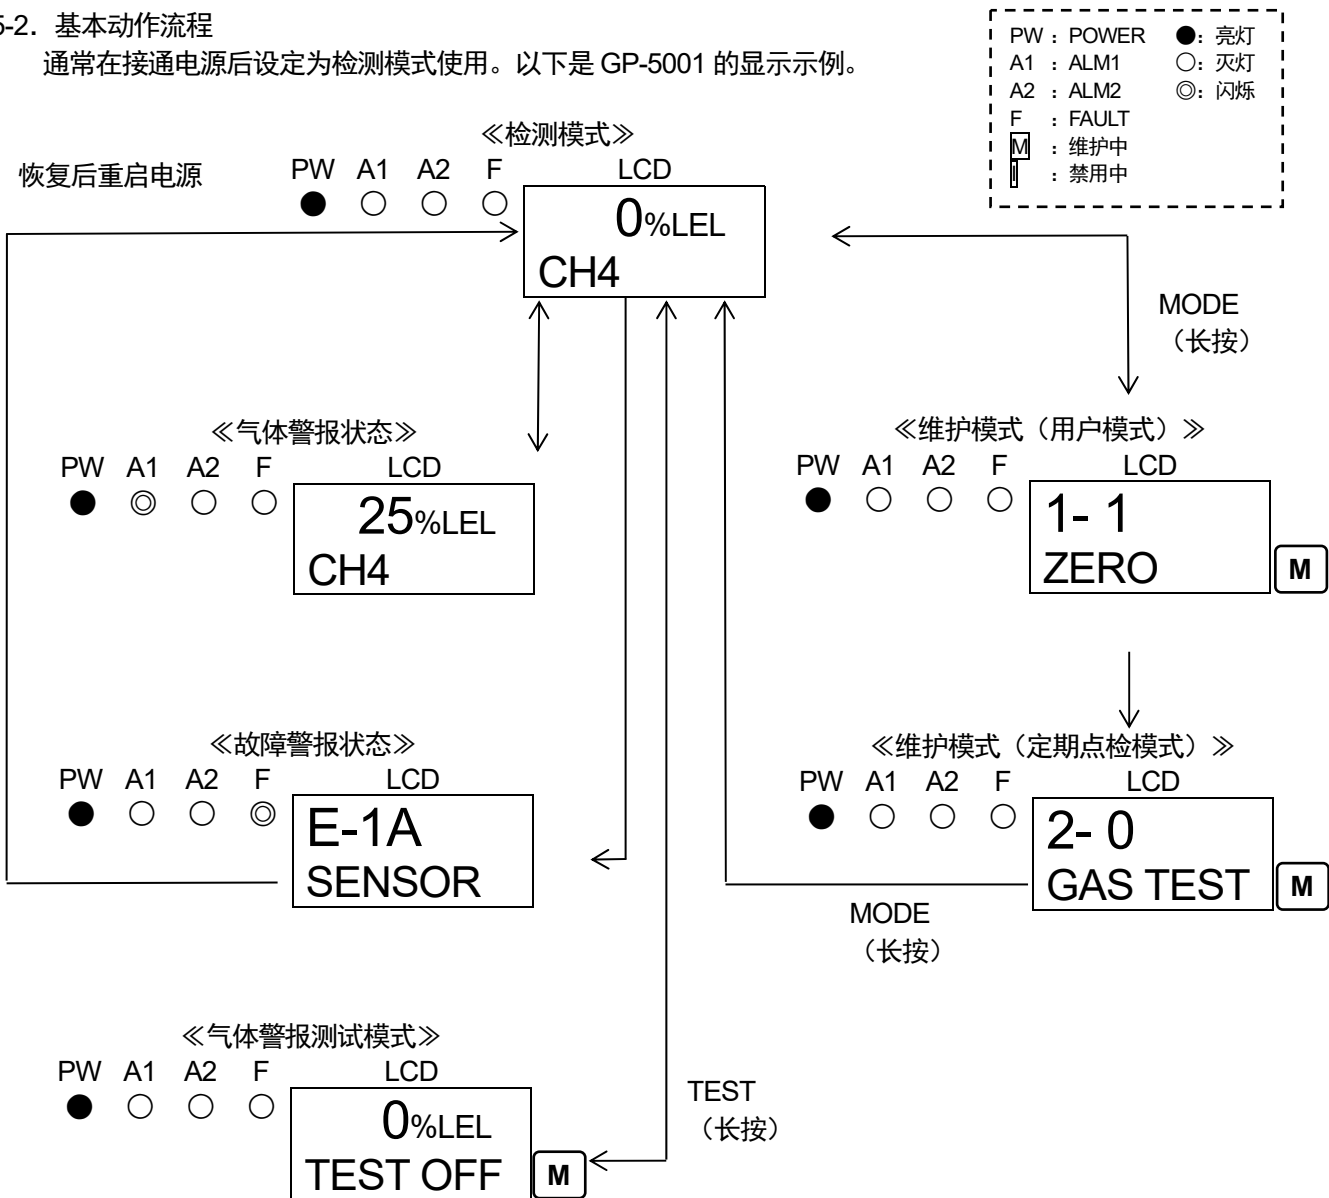 5-2. 基本动作流程
通常在接通电源后设定为检测模式使用。以下是 GP-5001 的显示示例。
PW : POWER ●: 亮灯
A1 : ALM1 ○: 灭灯
A2 : ALM2 ◎: 闪烁
F : FAULT
M : 维护中
I : 禁用中
≪检测模式≫
恢复后重启电源
PW A1 A2 F LCD
● ○ ○ ○
0%LEL
CH4
MODE
（长按）
≪气体警报状态≫
PW A1 A2 F LCD
● ◎ ○ ○
25%LEL
CH4
≪维护模式（用户模式）≫
PW A1 A2 F LCD
● ○ ○ ○
1- 1
ZERO
M
≪故障警报状态≫
PW A1 A2 F LCD
● ○ ○ ◎
E-1A
SENSOR
≪维护模式（定期点检模式）≫
PW A1 A2 F LCD
● ○ ○ ○
2- 0
GAS TEST
M
MODE
（长按）
≪气体警报测试模式≫
PW A1 A2 F LCD
● ○ ○ ○
0%LEL
TEST OFF
M
TEST
（长按）